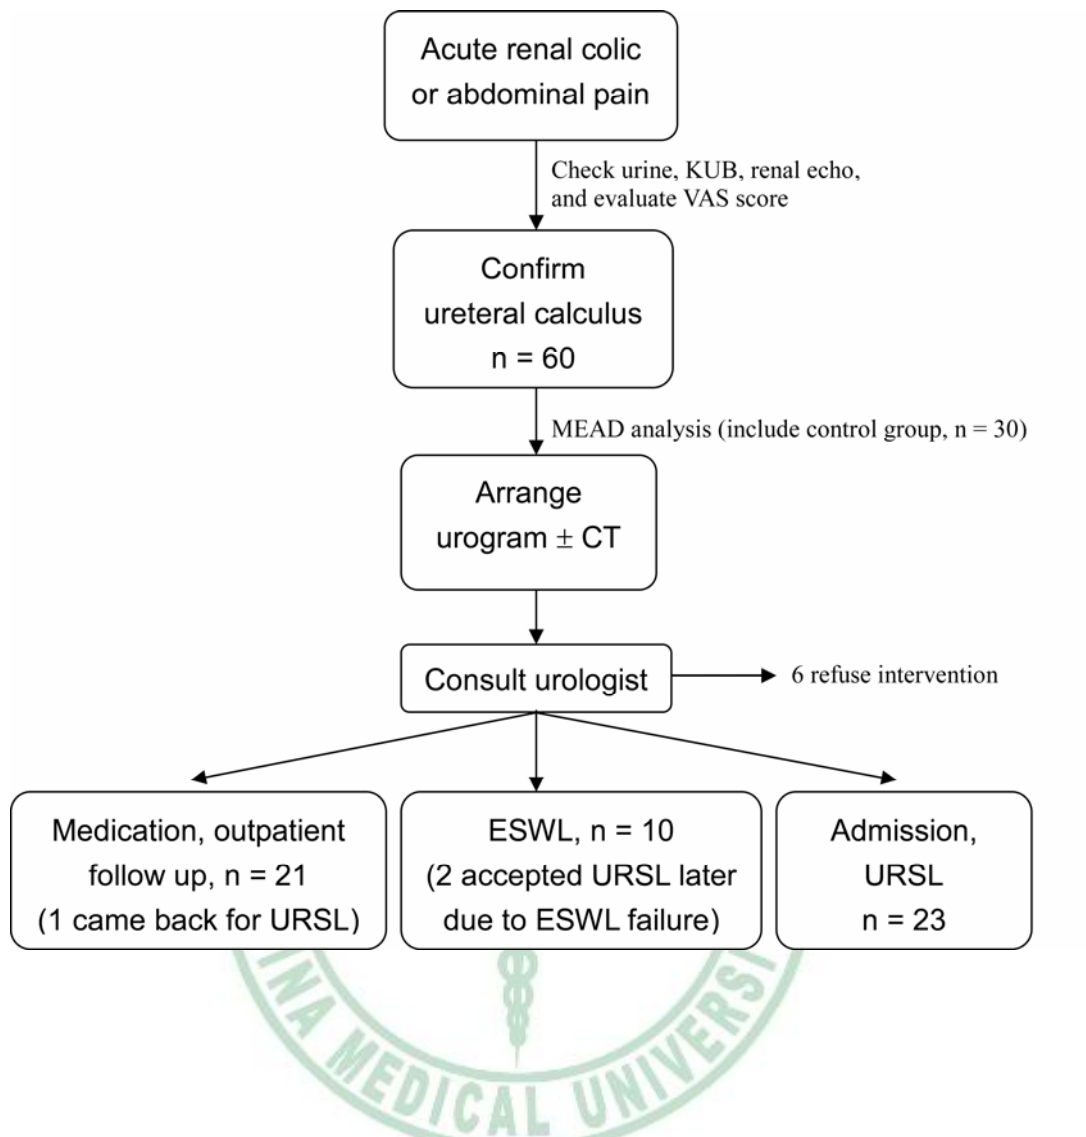 Acute renal colic
or abdominal pain
Check urine, KUB, renal echo,
and evaluate VAS score
Confirm
ureteral calculus
n = 60
MEAD analysis (include control group, n = 30)
Arrange
urogram ± CT
Consult urologist
6 refuse intervention
Medication, outpatient
follow up, n = 21
(1 came back for URSL)
ESWL, n = 10
(2 accepted URSL later
due to ESWL failure)
Admission,
URSL
n = 23
INA MEDICAL UNIVERSI